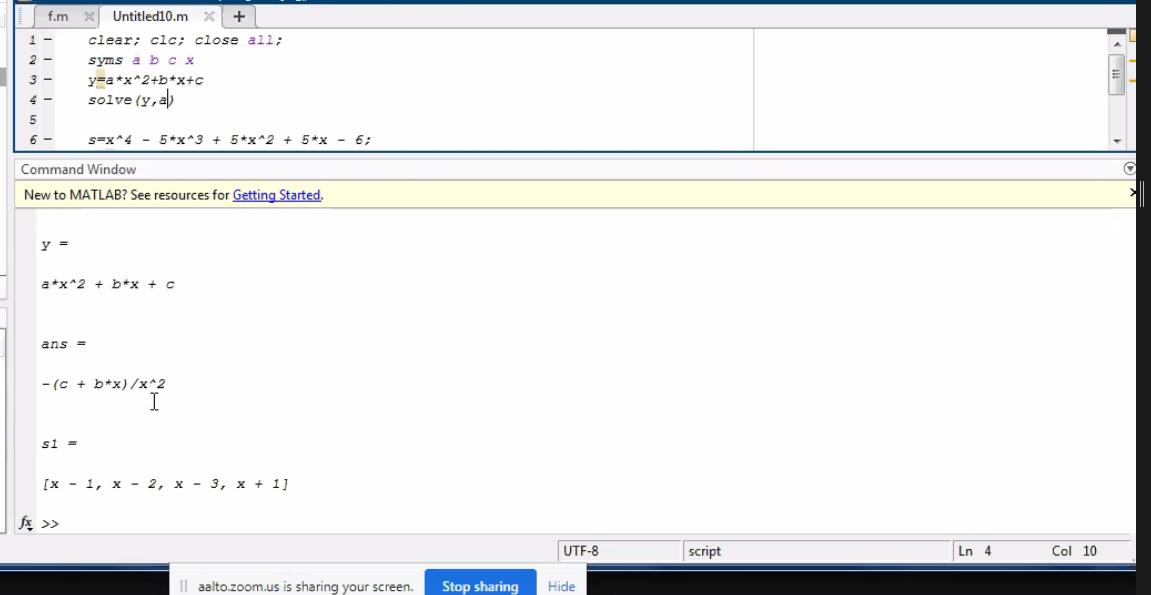 f.m
Untitled10.m
1 - clear; clc; close all;
2 - syms a b c x
3 - y=a*x^2+b*x+c
4 - solve(y,a)
5
6 - s=x^4 - 5*x^3 + 5*x^2 + 5*x - 6;
Command Window
New to MATLAB? See resources for Getting Started.
y =
a*x^2 + b*x + c
ans =
-(c + b*x)/x^2
s1 =
[x - 1, x - 2, x - 3, x + 1]
fx >>
UTF-8
script
Ln 4 Col 10
aalto.zoom.us is sharing your screen.
Stop sharing
Hide